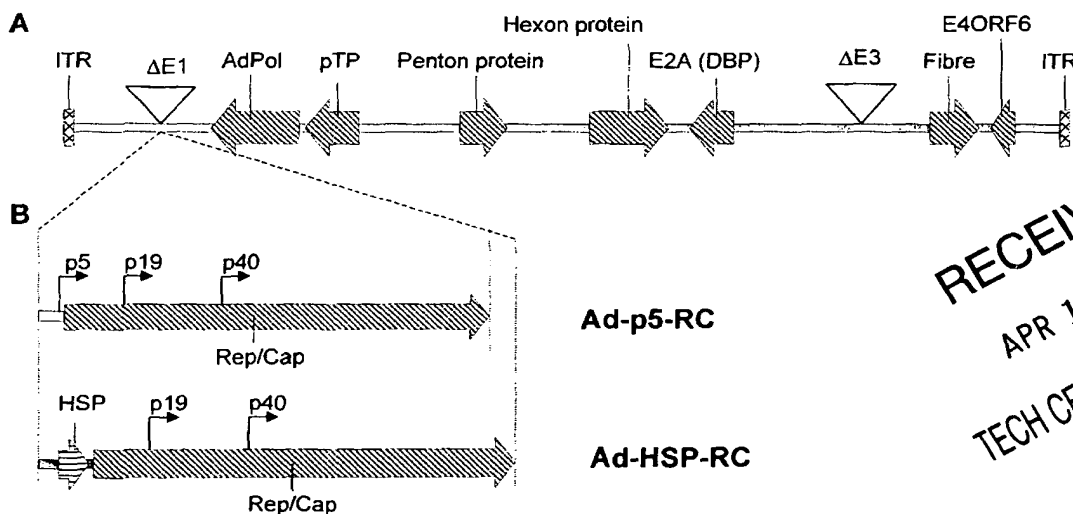 A
ITR
ΔE1
AdPol
pTP
Penton protein
Hexon protein
E2A (DBP)
ΔE3
Fibre
E4ORF6
ITR
B
p5
p19
p40
Rep/Cap
Ad-p5-RC
HSP
p19
p40
Rep/Cap
Ad-HSP-RC
APR
TECH